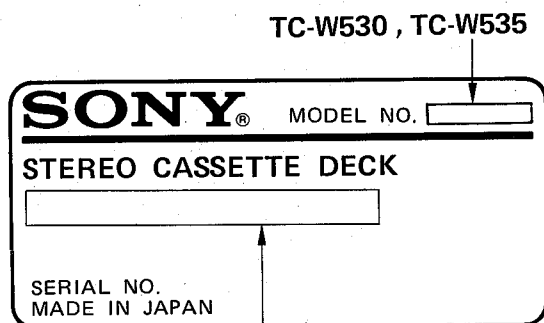 TC-W530 , TC-W535
SONY® MODEL NO.
STEREO CASSETTE DECK
SERIAL NO.
MADE IN JAPAN